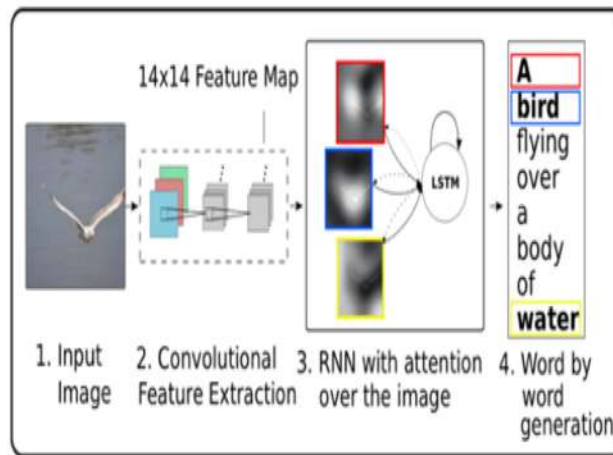 14x14 Feature Map
A
bird
flying
over
a
body
of
water
LSTM
1. Input
Image
2. Convolutional
Feature Extraction
3. RNN with attention
over the image
4. Word by
word
generation